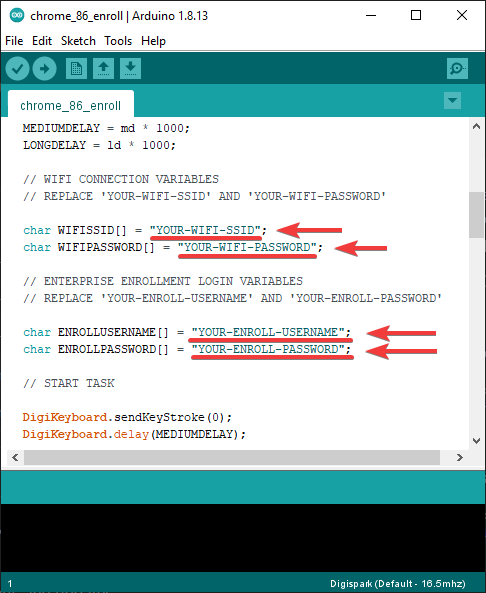 chrome_86_enroll | Arduino 1.8.13
File Edit Sketch Tools Help
chrome_86_enroll
MEDIUMDELAY = md * 1000;
LONGDELAY = ld * 1000;
// WIFI CONNECTION VARIABLES
// REPLACE 'YOUR-WIFI-SSID' AND 'YOUR-WIFI-PASSWORD'
char WIFISSID[] = "YOUR-WIFI-SSID";
char WIFIPASSWORD[] = "YOUR-WIFI-PASSWORD";
// ENTERPRISE ENROLLMENT LOGIN VARIABLES
// REPLACE 'YOUR-ENROLL-USERNAME' AND 'YOUR-ENROLL-PASSWORD'
char ENROLLUSERNAME[] = "YOUR-ENROLL-USERNAME";
char ENROLLPASSWORD[] = "YOUR-ENROLL-PASSWORD";
// START TASK
DigiKeyboard.sendKeyStroke(0);
DigiKeyboard.delay(MEDIUMDELAY);
1 Digispark (Default - 16.5mhz)